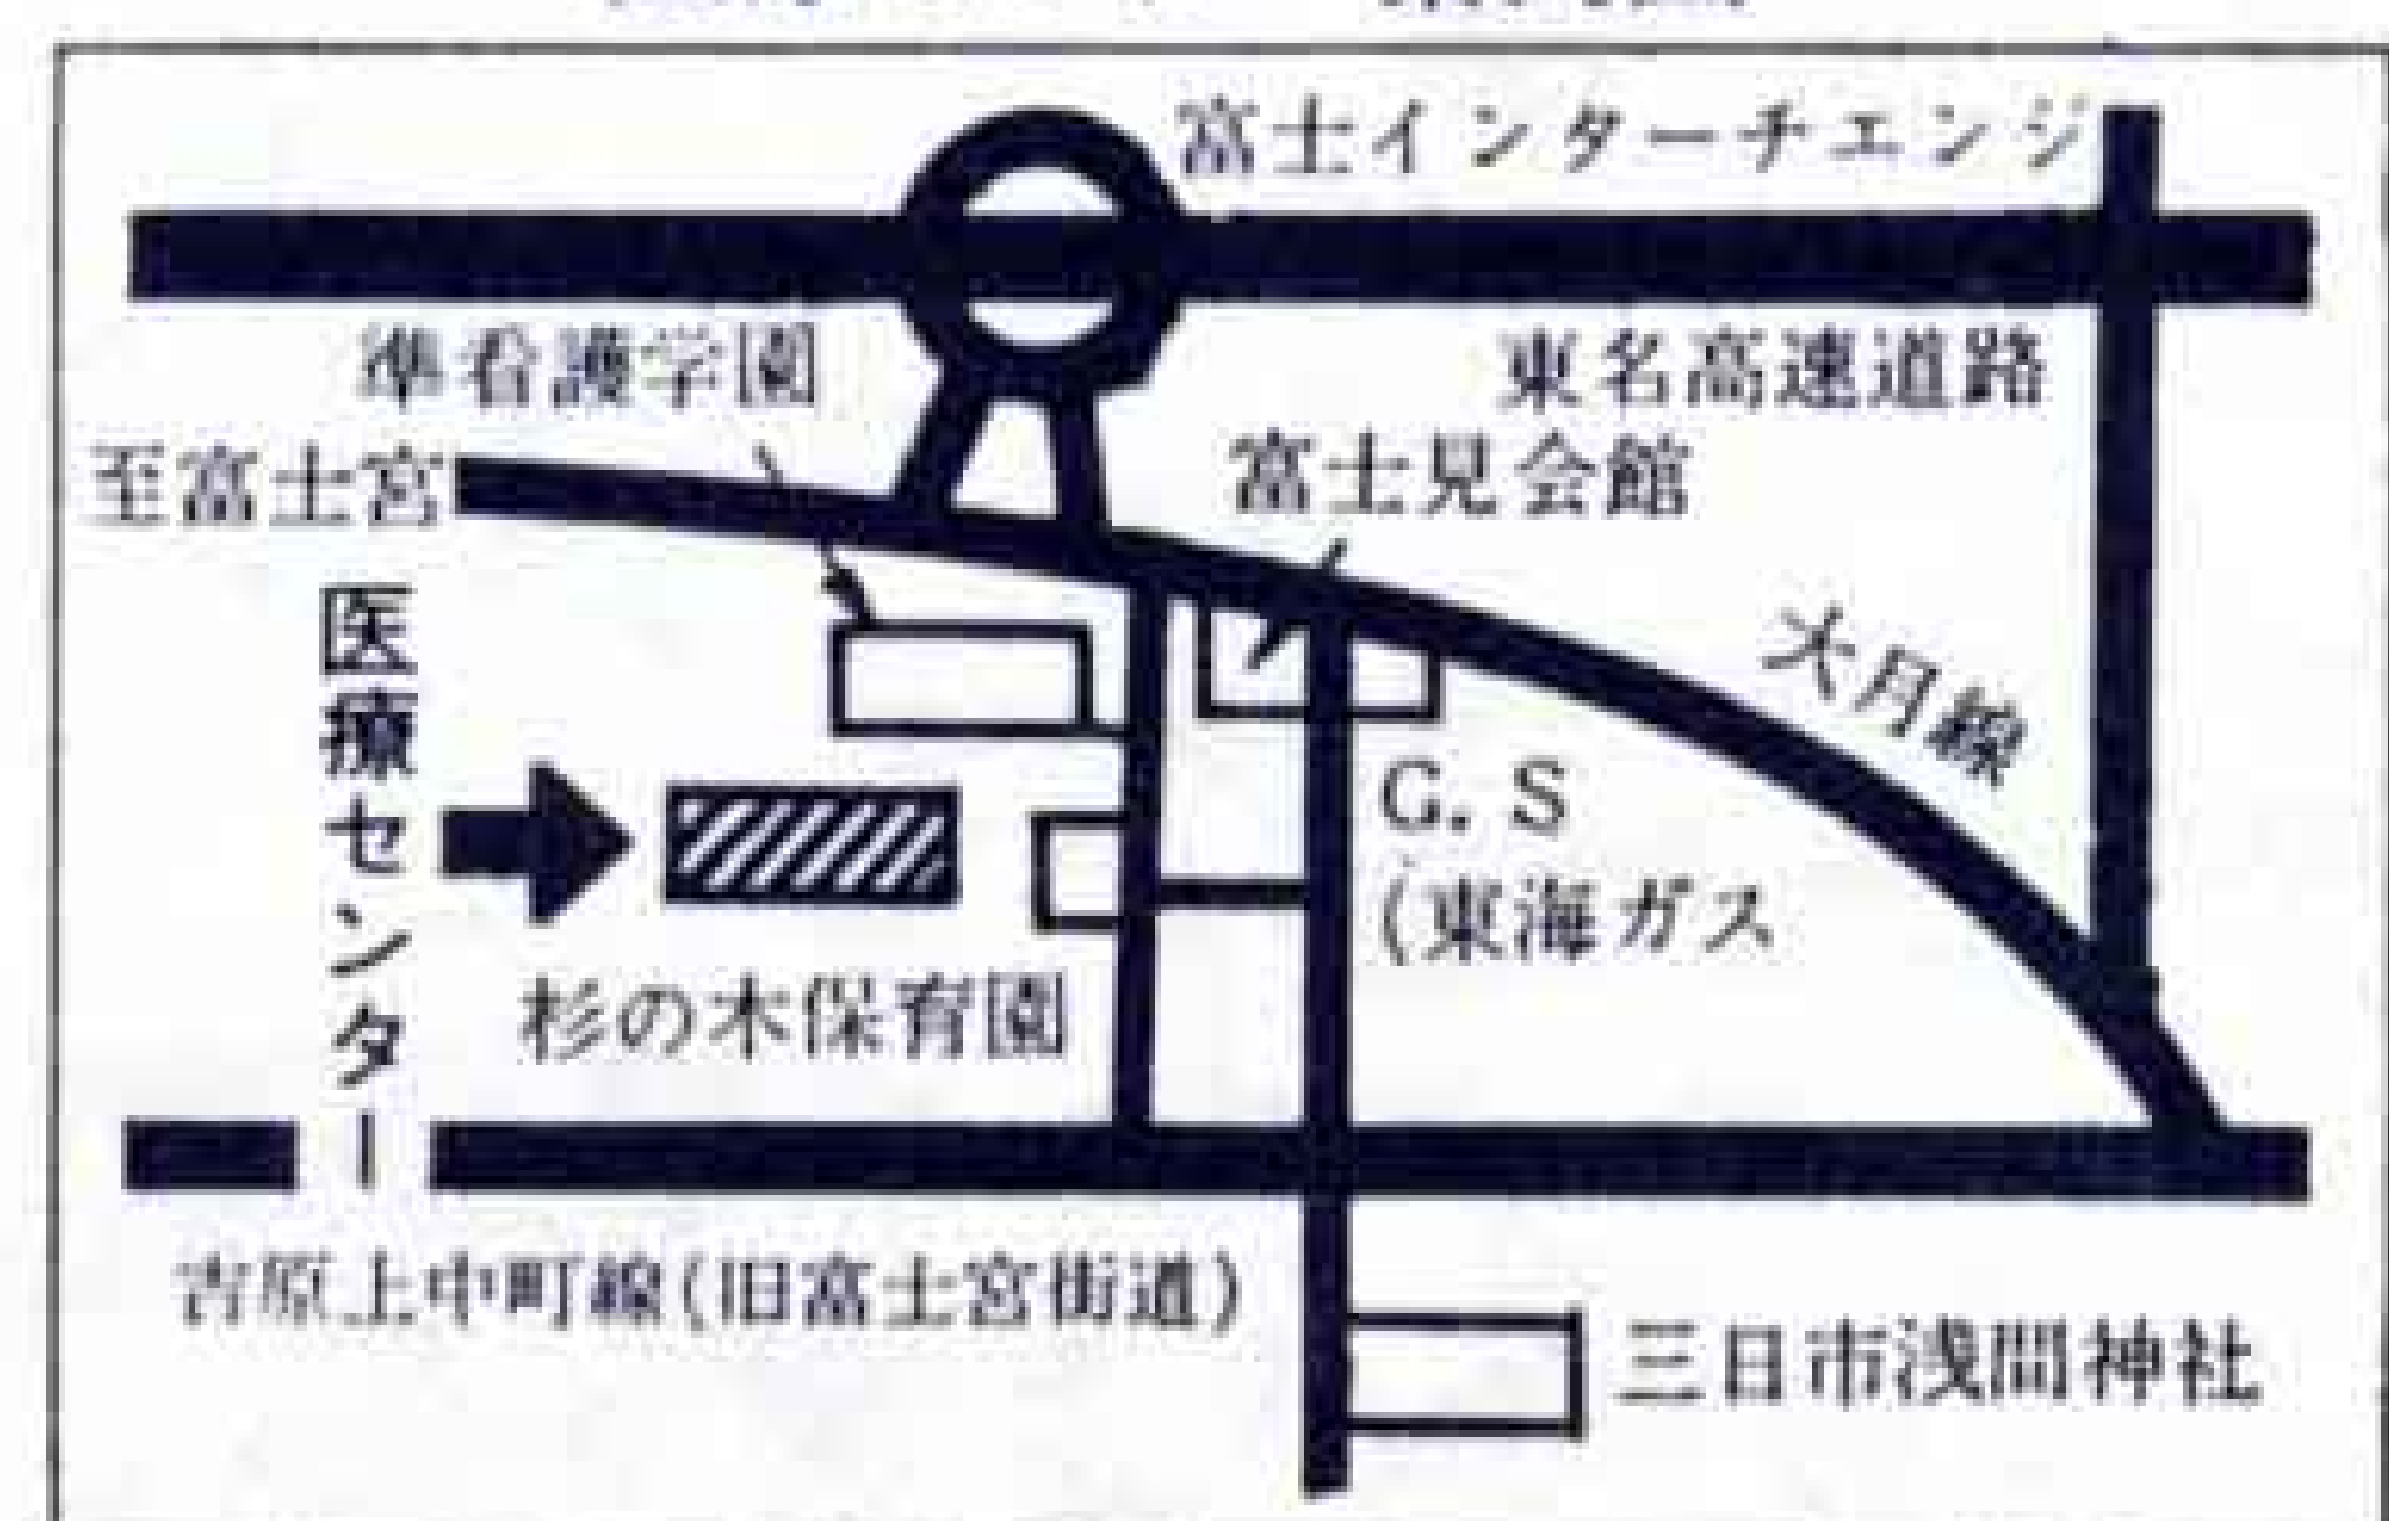 富士インターチエンジ
準看護学園
東名高速道路
至富士宮
富士見会館
医療センター
大月線
G.S
(東海ガス
杉の木保育園
吉原上中町線(旧富士宮街道)
三日市浅間神社